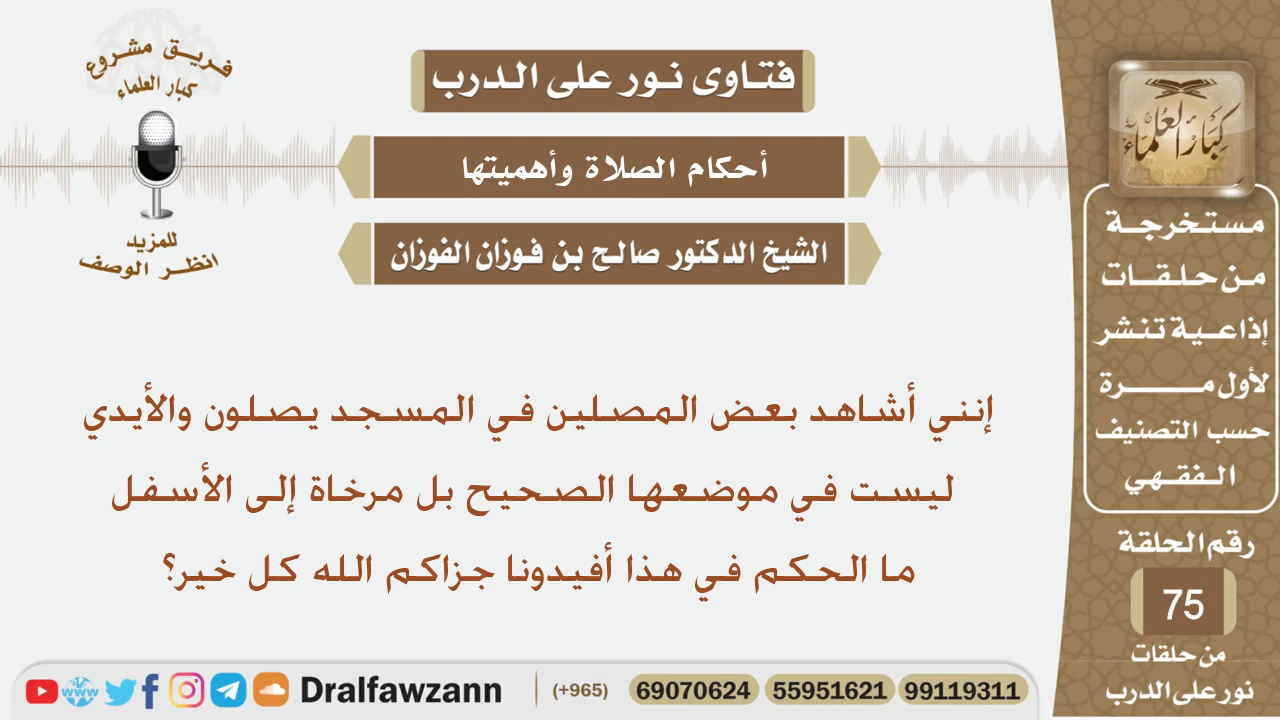 فريق مشروع
كبار العلماء
للمزيد
انظر الوصف
فتاوى نور على الدرب
أحكام الصلاة وأهميتها
الشيخ الدكتور صالح بن فوزان الفوزان
إنني أشاهد بعض المصلين في المسجد يصلون والأيدي
ليست في موضعها الصحيح بل مرخاة إلى الأسفل
ما الحكم في هذا أفيدونا جزاكم الله كل خير؟
كبار العلماء
مستخرجة
من حلقات
إذاعية تنشر
لأول مرة
حسب التصنيف
الفقهي
رقم الحلقة
75
من حلقات
نور على الدرب
www
Dralfawzann
(+965)
69070624
55951621
99119311